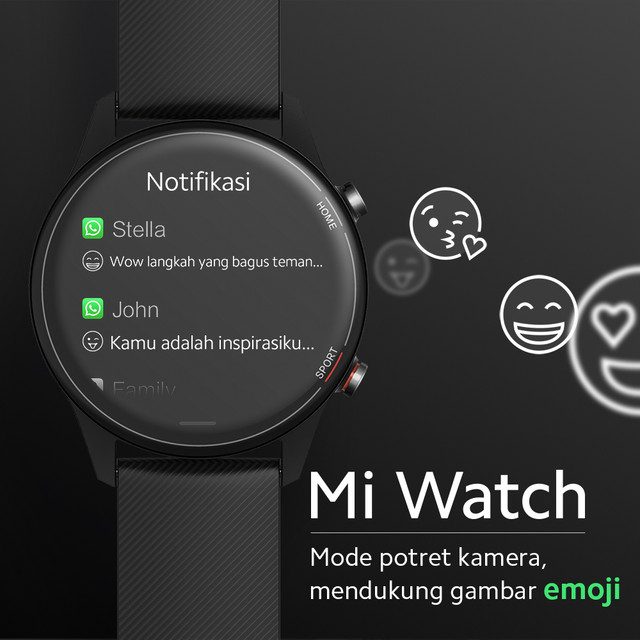 Notifikasi
HOME
Stella
Wow langkah yang bagus teman...
John
Kamu adalah inspirasiku...
SPORT
Family
Mi Watch
Mode potret kamera,
mendukung gambar emoji